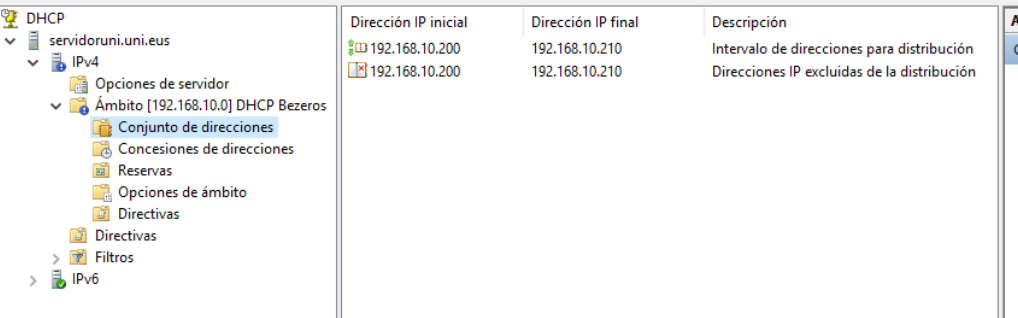 DHCP
servidoruni.uni.eus
IPv4
Opciones de servidor
Ámbito [192.168.10.0] DHCP Bezeros
Conjunto de direcciones
Concesiones de direcciones
Reservas
Opciones de ámbito
Directivas
Directivas
Filtros
IPv6
Dirección IP inicial Dirección IP final Descripción
192.168.10.200 192.168.10.210 Intervalo de direcciones para distribución
192.168.10.200 192.168.10.210 Direcciones IP excluidas de la distribución